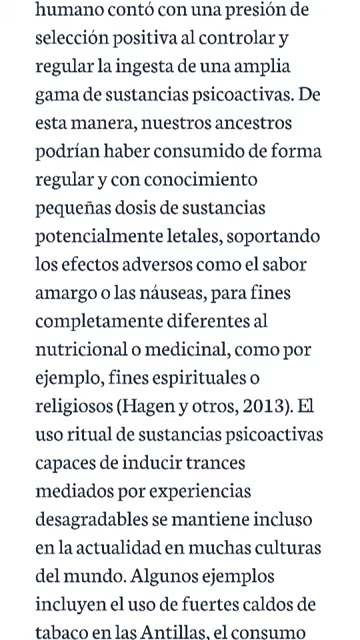 humano contó con una presión de
selección positiva al controlar y
regular la ingesta de una amplia
gama de sustancias psicoactivas. De
esta manera, nuestros ancestros
podrían haber consumido de forma
regular y con conocimiento
pequeñas dosis de sustancias
potencialmente letales, soportando
los efectos adversos como el sabor
amargo o las náuseas, para fines
completamente diferentes al
nutricional o medicinal, como por
ejemplo, fines espirituales o
religiosos (Hagen y otros, 2013). El
uso ritual de sustancias psicoactivas
capaces de inducir trances
mediados por experiencias
desagradables se mantiene incluso
en la actualidad en muchas culturas
del mundo. Algunos ejemplos
incluyen el uso de fuertes caldos de
tabaco en las Antillas, el consumo